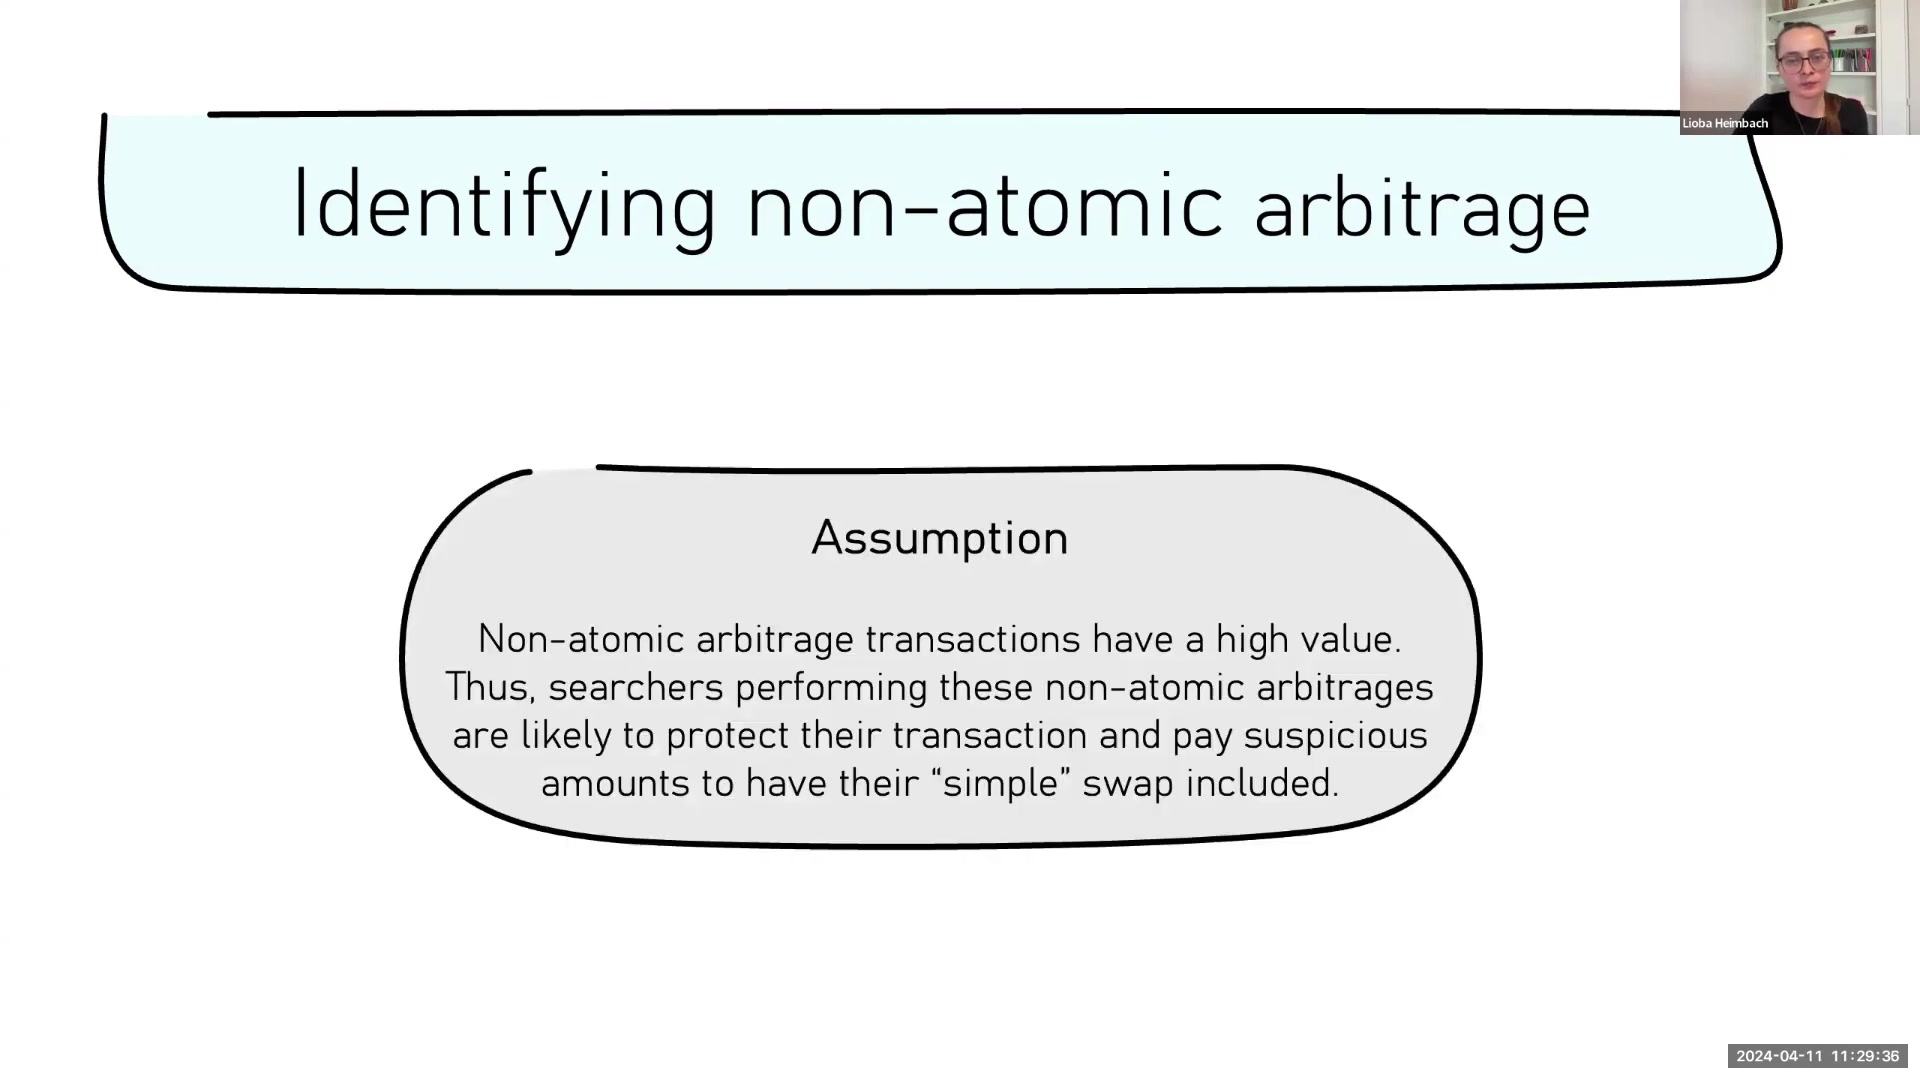 Lioba Heimbach
Identifying non-atomic arbitrage
Assumption
Non-atomic arbitrage transactions have a high value.
Thus, searchers performing these non-atomic arbitrages
are likely to protect their transaction and pay suspicious
amounts to have their “simple” swap included.
2024-04-11 11:29:36